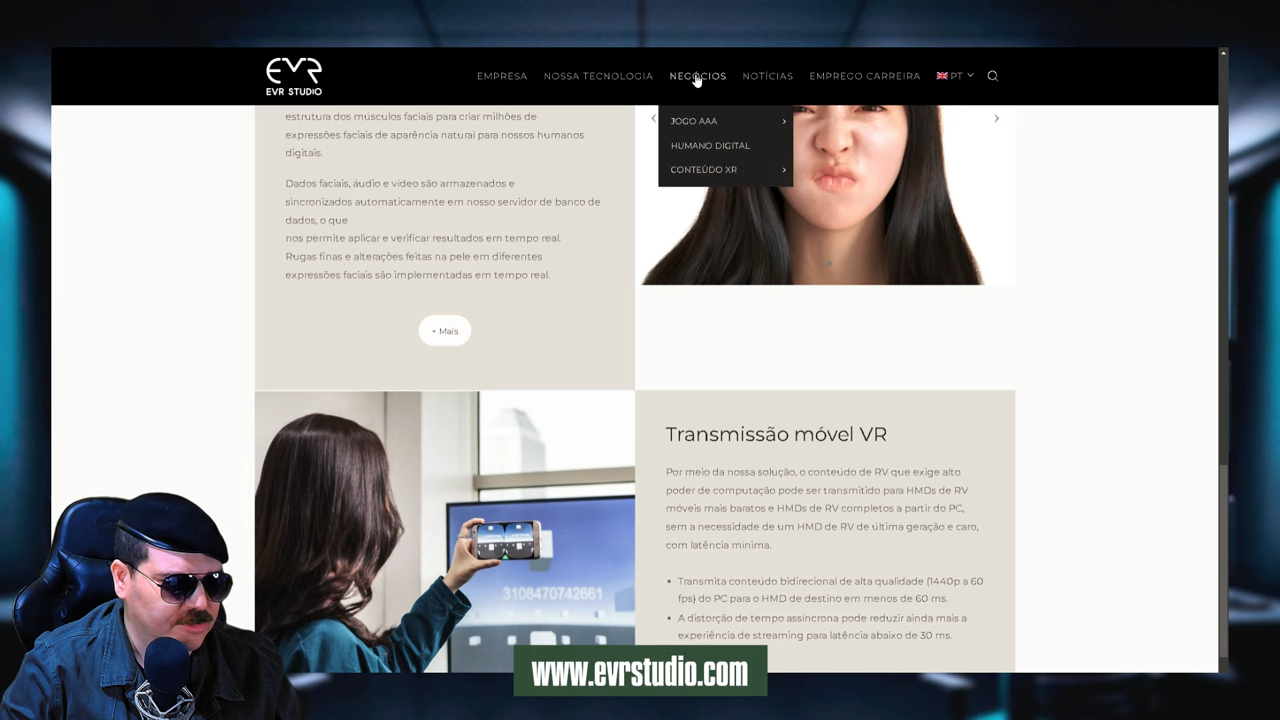 EVR STUDIO
EMPRESA NOSSA TECNOLOGIA NEGÓCIOS NOTÍCIAS EMPREGO CARREIRA PT
JOGO AAA
HUMANO DIGITAL
CONTEÚDO XR
estrutura dos músculos faciais para criar milhões de
expressões faciais de aparência natural para nossos humanos
digitais.
Dados faciais, áudio e vídeo são armazenados e
sincronizados automaticamente em nosso servidor de banco de
dados, o que
nos permite aplicar e verificar resultados em tempo real.
Rugas finas e alterações feitas na pele em diferentes
expressões faciais são implementadas em tempo real.
+ Mais
3108470742661
Transmissão móvel VR
Por meio da nossa solução, o conteúdo de RV que exige alto
poder de computação pode ser transmitido para HMDs de RV
móveis mais baratos e HMDs de RV completos a partir do PC,
sem a necessidade de um HMD de RV de última geração e caro,
com latência mínima.
• Transmita conteúdo bidirecional de alta qualidade (1440p a 60
fps) do PC para o HMD de destino em menos de 60 ms.
• A distorção de tempo assíncrona pode reduzir ainda mais a
experiência de streaming para latência abaixo de 30 ms.
www.evrstudio.com